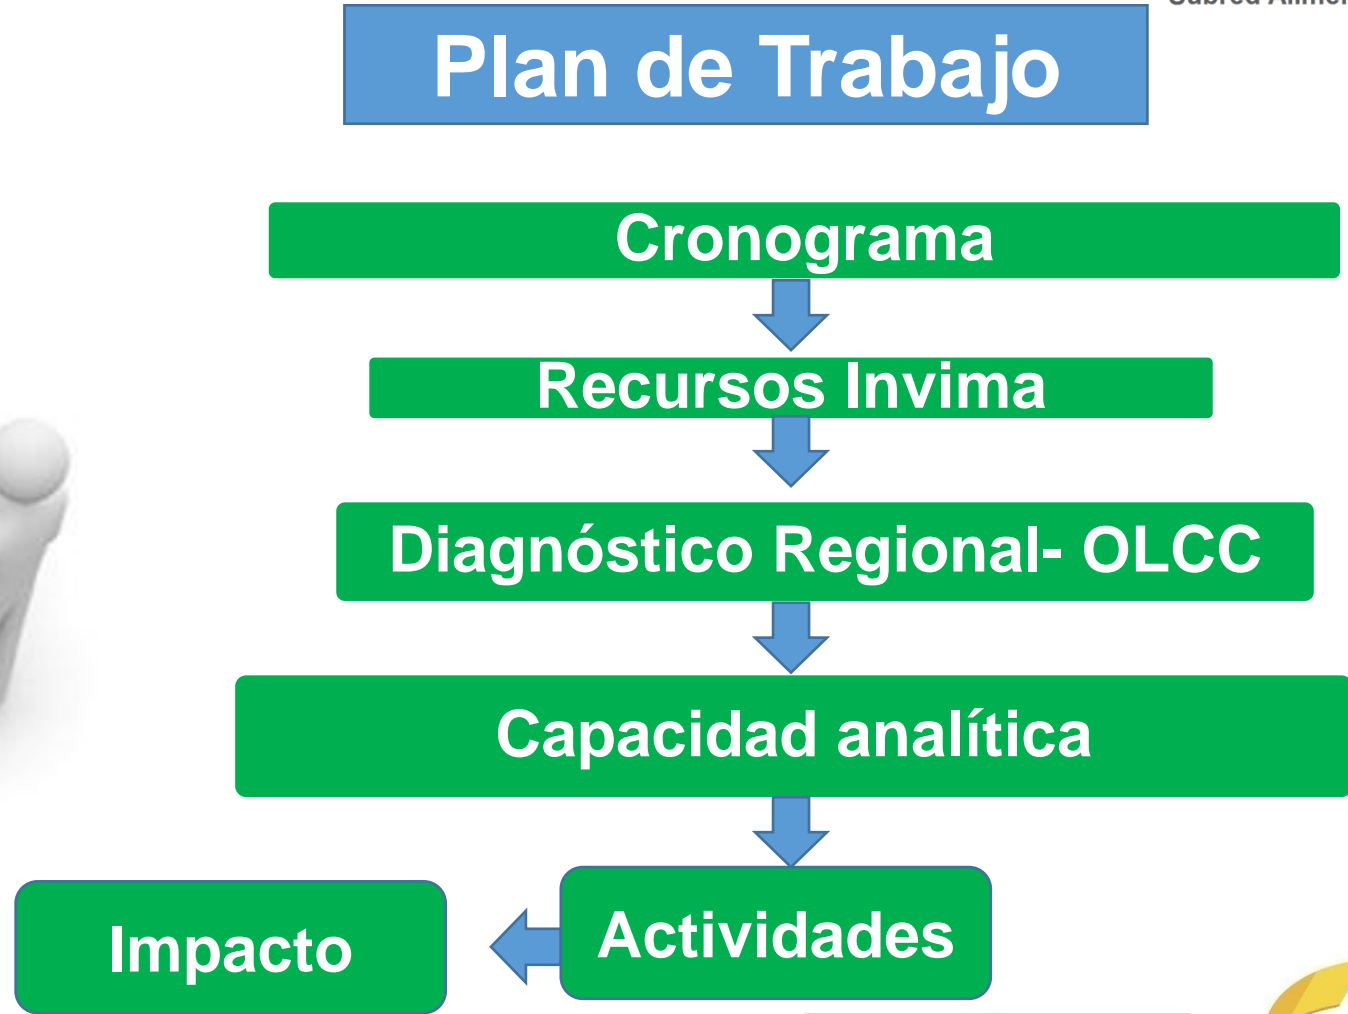 Plan de Trabajo
Cronograma
Recursos Invima
Diagnóstico Regional- OLCC
Capacidad analítica
Actividades
Impacto